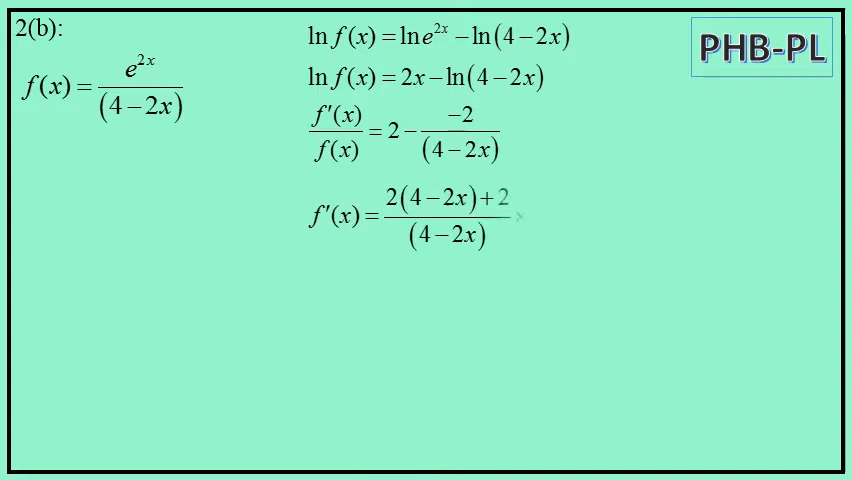 2(b):
f(x) = e^{2x} / (4 − 2x)
ln f(x) = ln e^{2x} − ln(4 − 2x)
ln f(x) = 2x − ln(4 − 2x)
f′(x) / f(x) = 2 − −2 / (4 − 2x)
f′(x) = 2(4 − 2x) + 2 / (4 − 2x) ×
PHB-PL